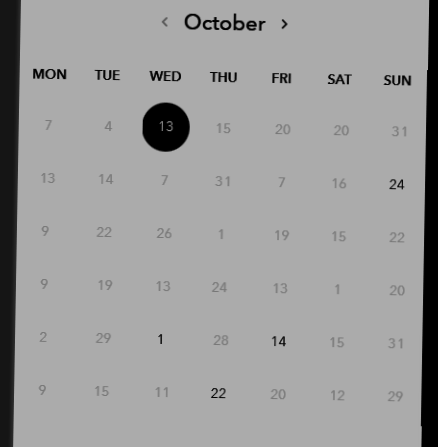 ‹ October ›
MON TUE WED THU FRI SAT SUN
7 4 13 15 20 20 31
13 14 7 31 7 16 24
9 22 26 1 19 15 22
9 19 13 24 13 1 20
2 29 1 28 14 15 31
9 15 11 22 20 12 29